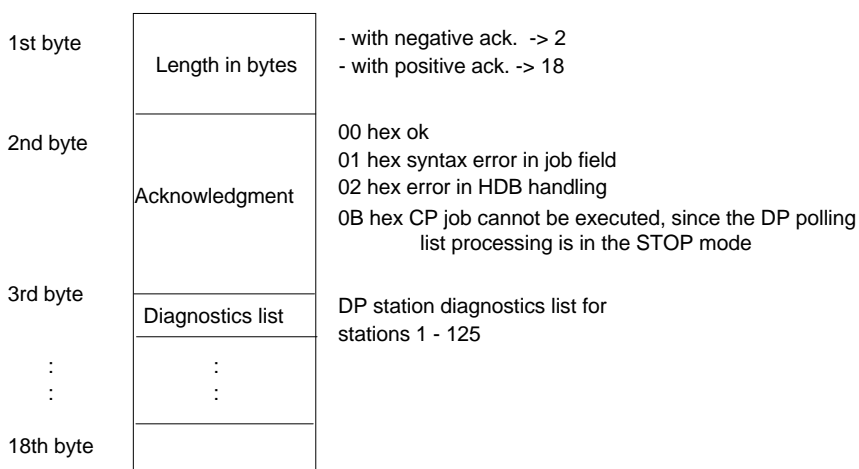 1st byte
Length in bytes
- with negative ack. -> 2
- with positive ack. -> 18
2nd byte
Acknowledgment
00 hex ok
01 hex syntax error in job field
02 hex error in HDB handling
0B hex CP job cannot be executed, since the DP polling
list processing is in the STOP mode
3rd byte
Diagnostics list
DP station diagnostics list for
stations 1 - 125
: :
: :
18th byte